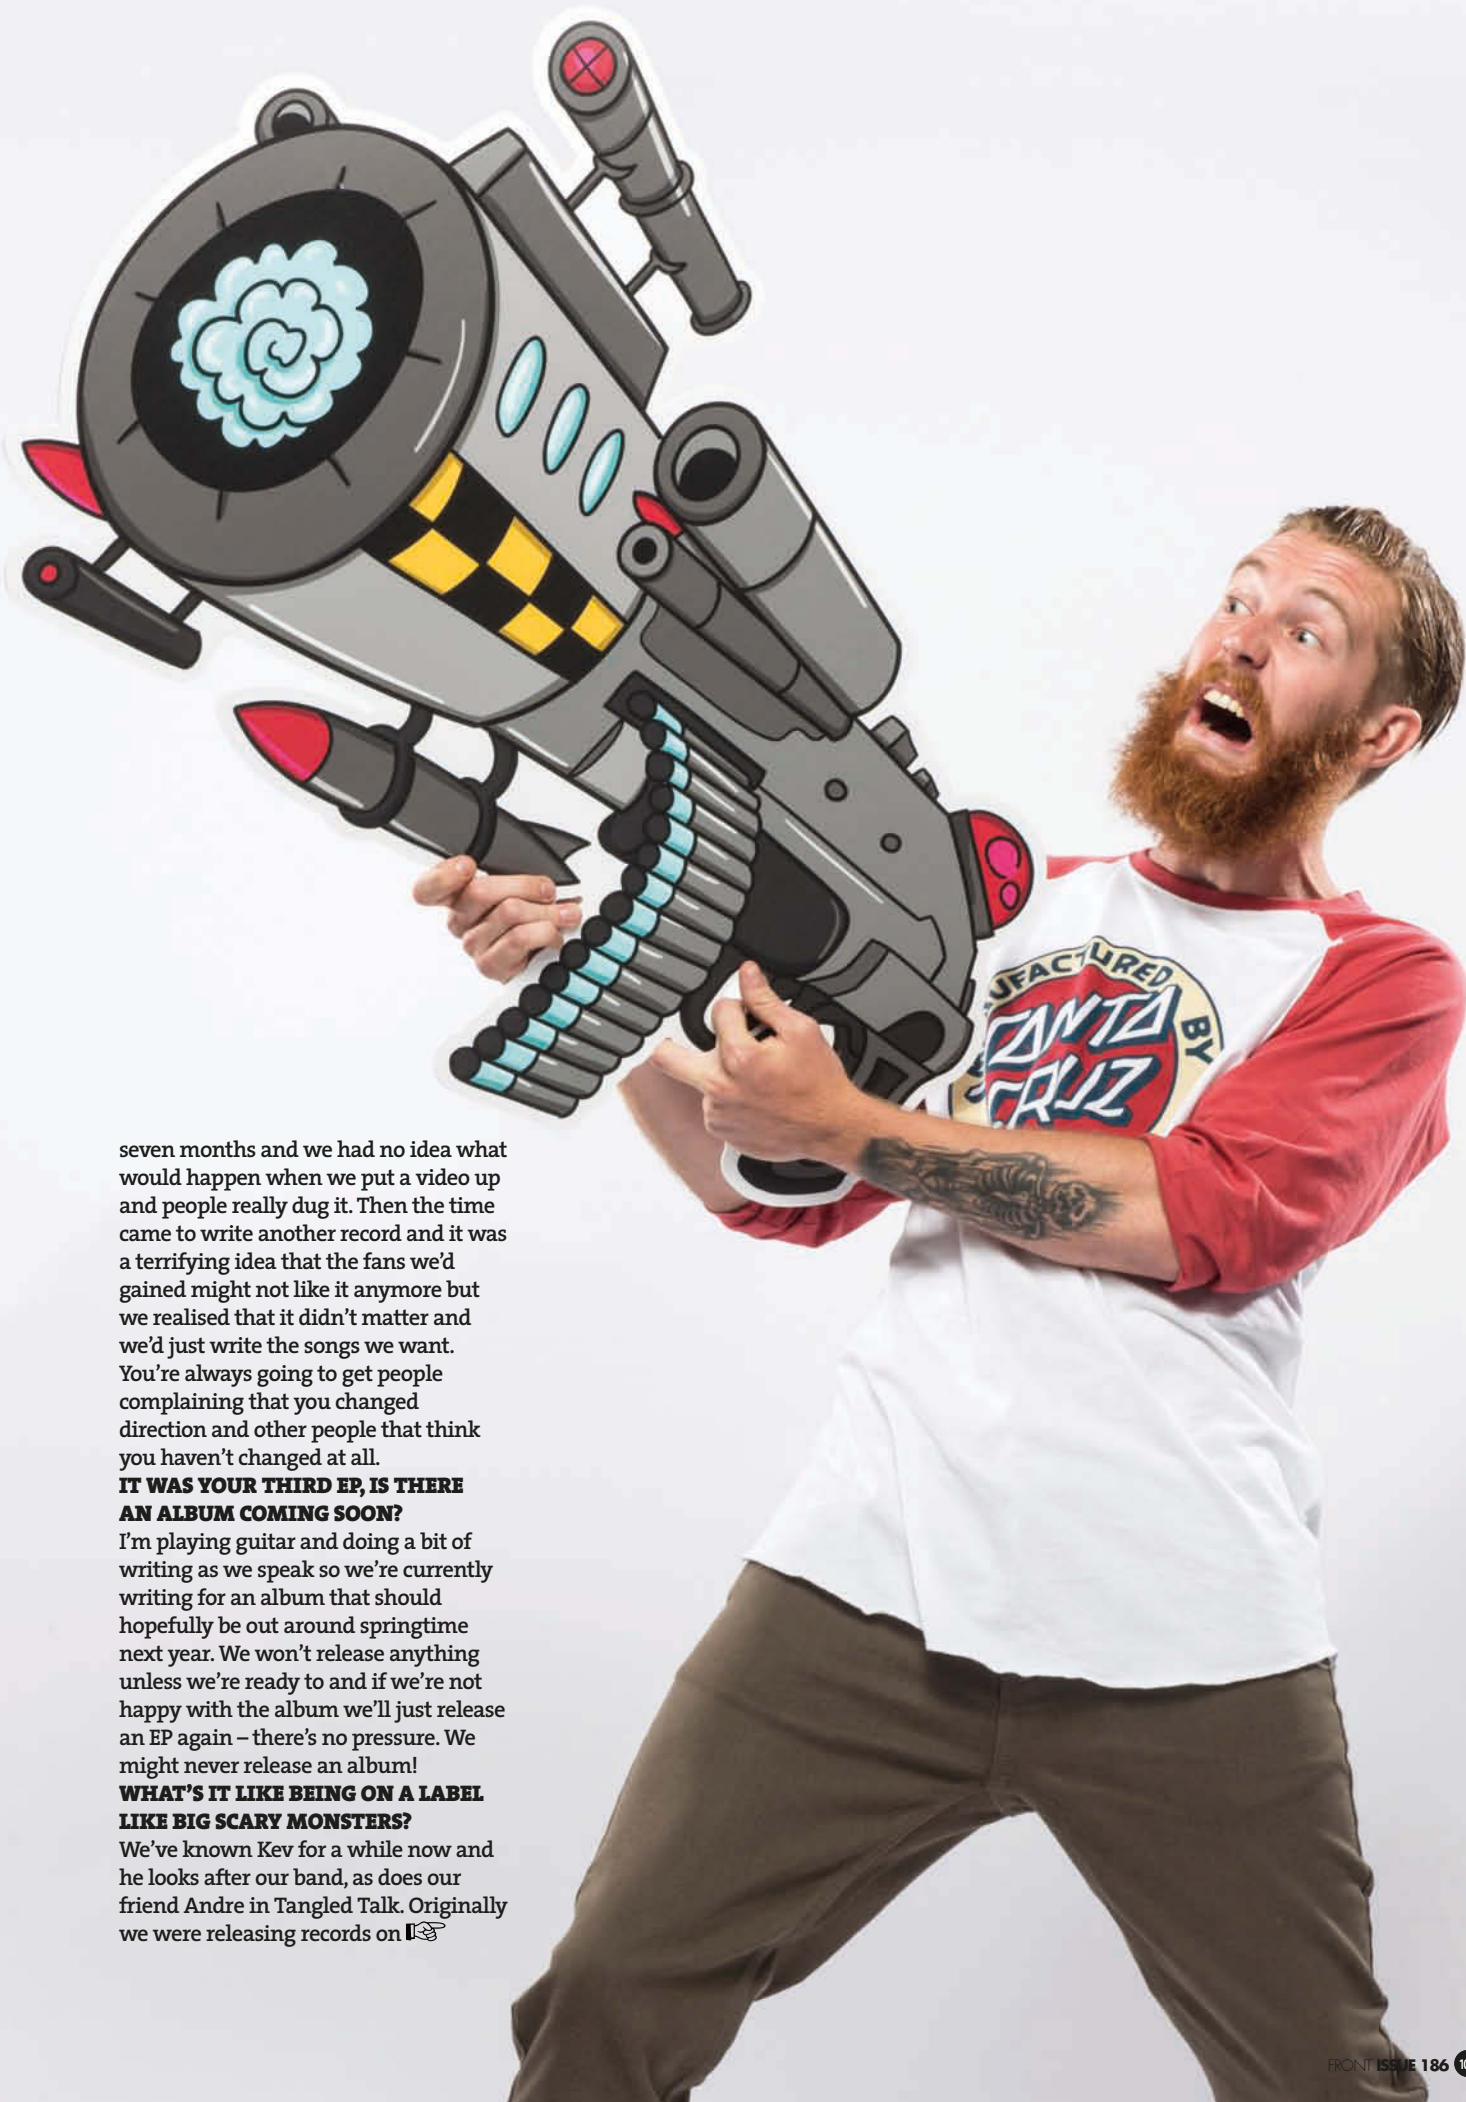 MANUFACTURED BY
SANTA
CRUZ
seven months and we had no idea what
would happen when we put a video up
and people really dug it. Then the time
came to write another record and it was
a terrifying idea that the fans we'd
gained might not like it anymore but
we realised that it didn't matter and
we'd just write the songs we want.
You're always going to get people
complaining that you changed
direction and other people that think
you haven't changed at all.
IT WAS YOUR THIRD EP, IS THERE
AN ALBUM COMING SOON?
I'm playing guitar and doing a bit of
writing as we speak so we're currently
writing for an album that should
hopefully be out around springtime
next year. We won't release anything
unless we're ready to and if we're not
happy with the album we'll just release
an EP again – there's no pressure. We
might never release an album!
WHAT'S IT LIKE BEING ON A LABEL
LIKE BIG SCARY MONSTERS?
We've known Kev for a while now and
he looks after our band, as does our
friend Andre in Tangled Talk. Originally
we were releasing records on
FRONT ISSUE 186